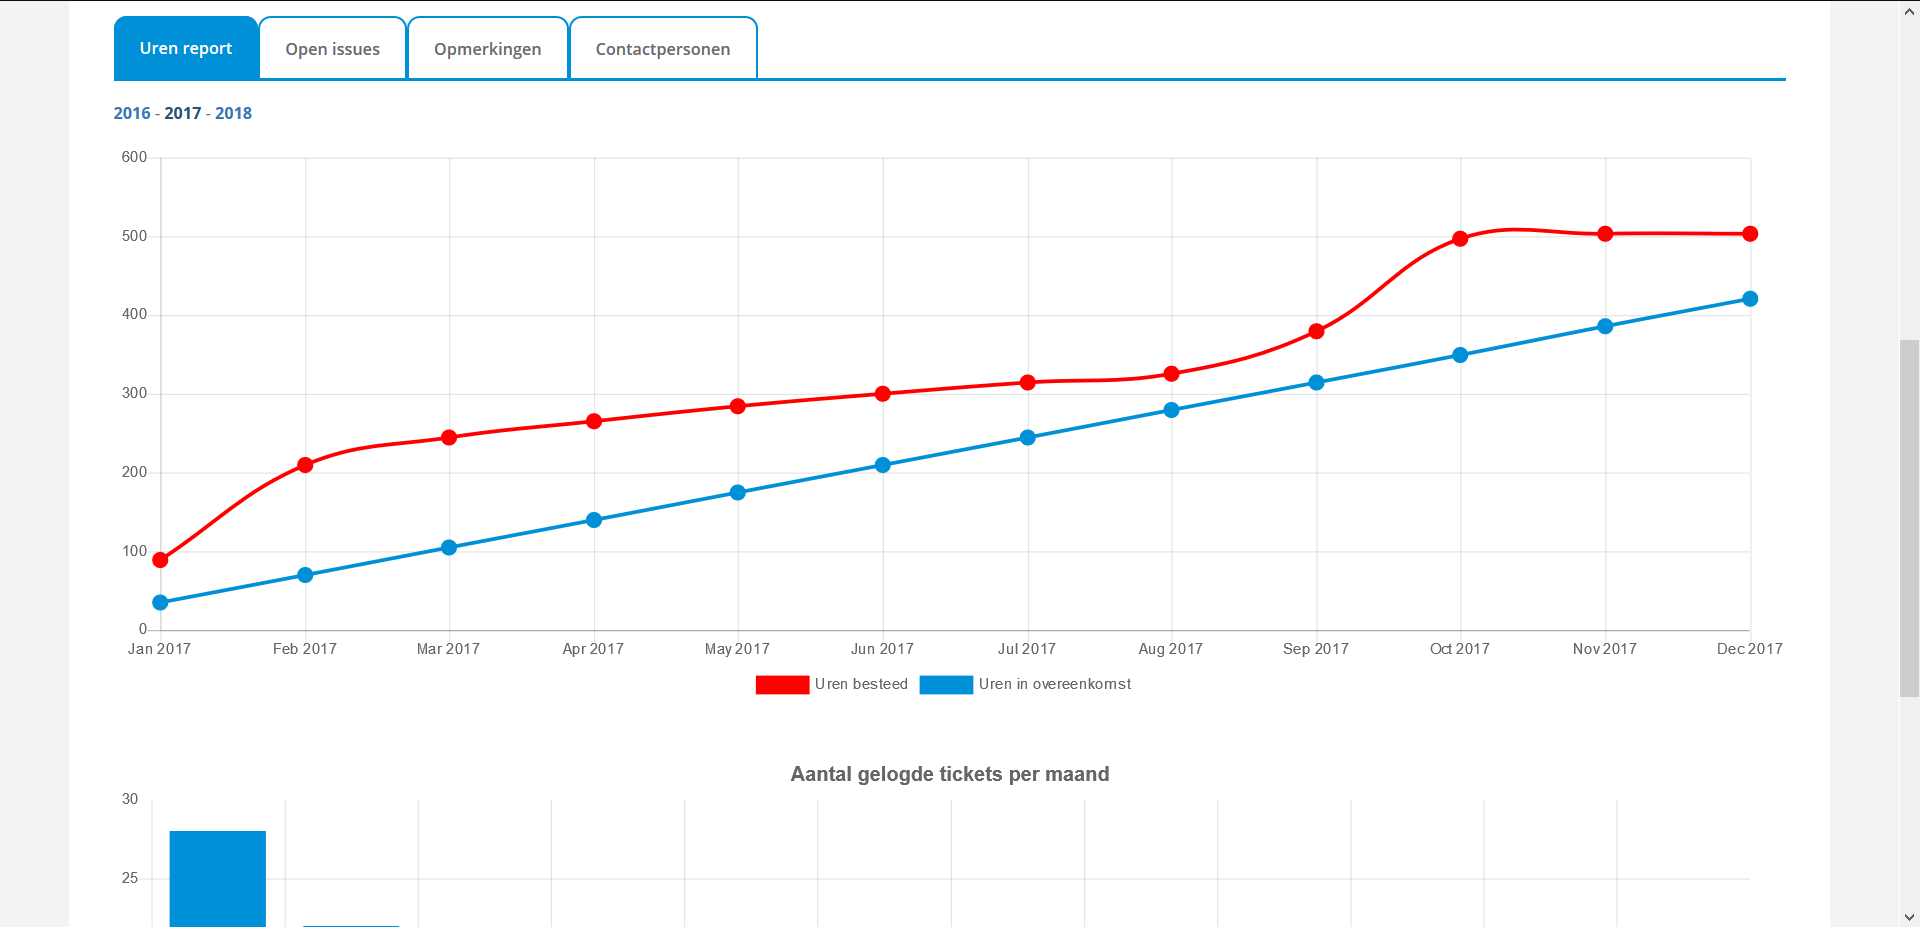 Uren report Open issues Opmerkingen Contactpersonen
2016 - 2017 - 2018
600
500
400
300
200
100
0
Jan 2017 Feb 2017 Mar 2017 Apr 2017 May 2017 Jun 2017 Jul 2017 Aug 2017 Sep 2017 Oct 2017 Nov 2017 Dec 2017
Uren besteed Uren in overeenkomst
Aantal gelogde tickets per maand
30
25